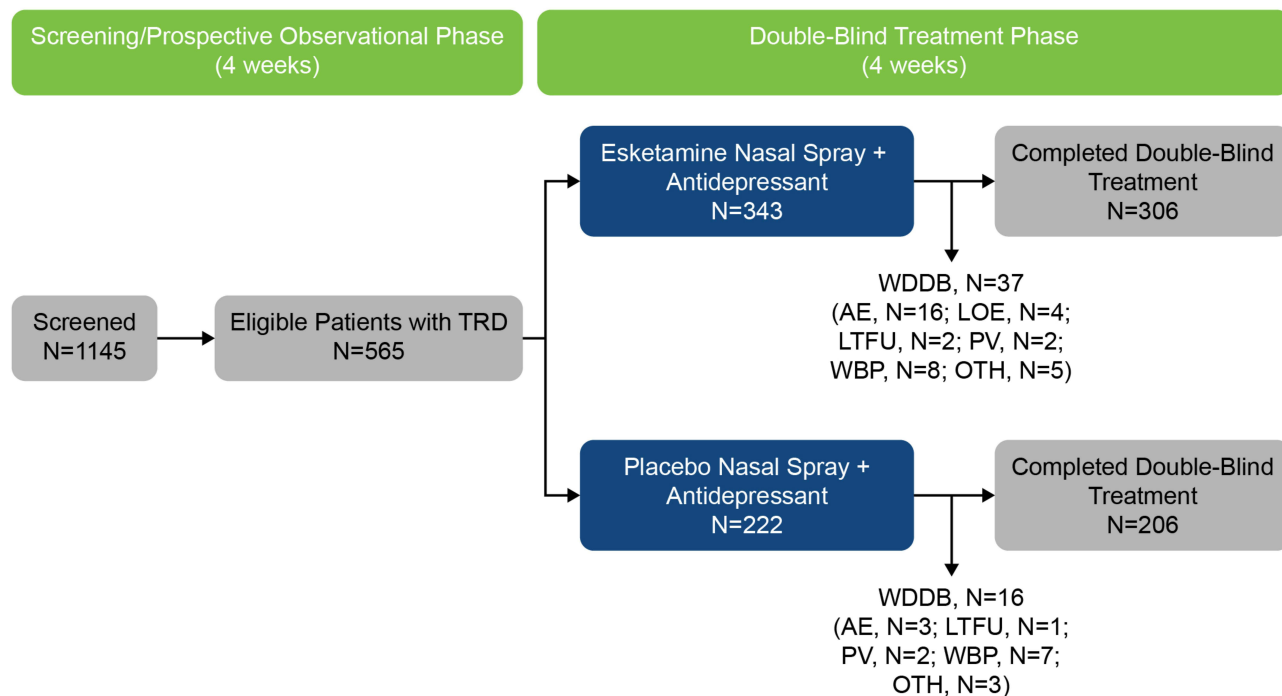 Screening/Prospective Observational Phase
(4 weeks)
Double-Blind Treatment Phase
(4 weeks)
Screened
N=1145
Eligible Patients with TRD
N=565
Esketamine Nasal Spray +
Antidepressant
N=343
Completed Double-Blind
Treatment
N=306
WDDB, N=37
(AE, N=16; LOE, N=4;
LTFU, N=2; PV, N=2;
WBP, N=8; OTH, N=5)
Placebo Nasal Spray +
Antidepressant
N=222
Completed Double-Blind
Treatment
N=206
WDDB, N=16
(AE, N=3; LTFU, N=1;
PV, N=2; WBP, N=7;
OTH, N=3)